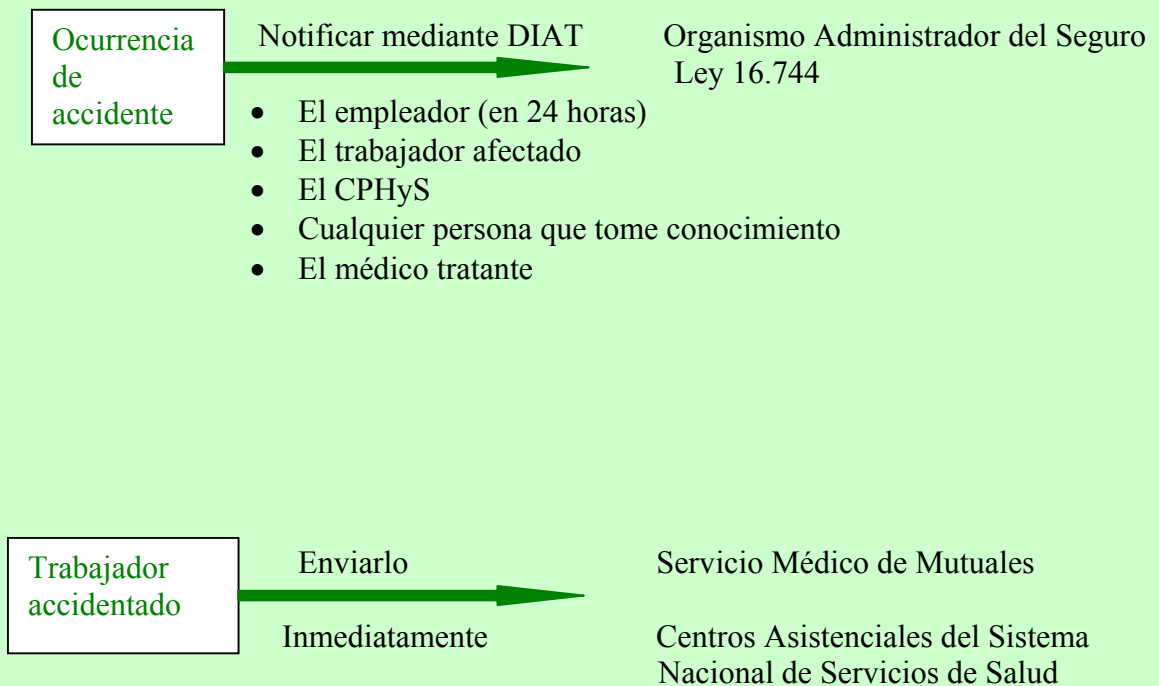 Ocurrencia
de
accidente
Notificar mediante DIAT
Organismo Administrador del Seguro
Ley 16.744
• El empleador (en 24 horas)
• El trabajador afectado
• El CPHyS
• Cualquier persona que tome conocimiento
• El médico tratante
Trabajador
accidentado
Enviarlo
Inmediatamente
Servicio Médico de Mutuales
Centros Asistenciales del Sistema
Nacional de Servicios de Salud